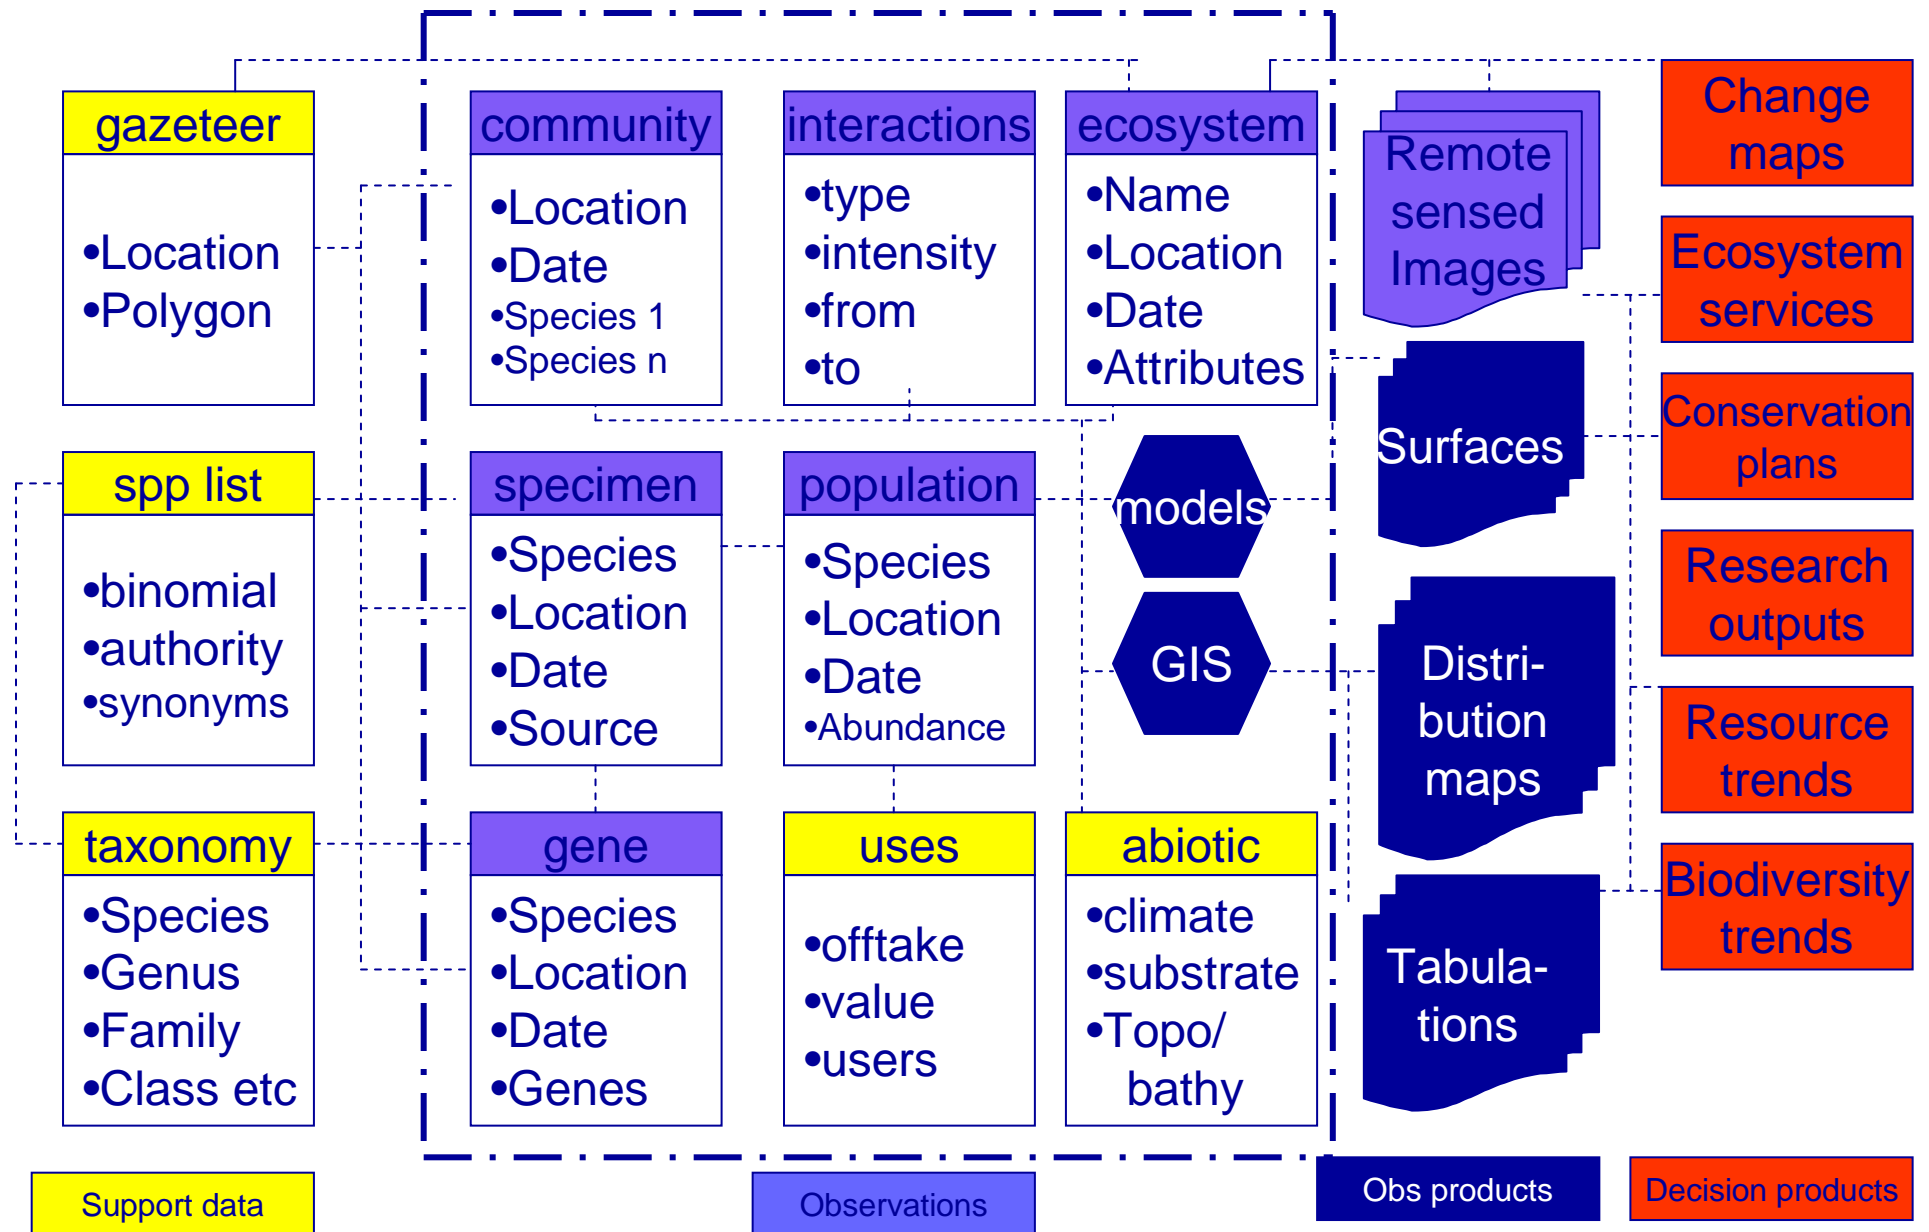 gazeteer
•Location
•Polygon
community
•Location
•Date
•Species 1
•Species n
interactions
•type
•intensity
•from
•to
ecosystem
•Name
•Location
•Date
•Attributes
Remote
sensed
Images
Change
maps
Ecosystem
services
spp list
•binomial
•authority
•synonyms
specimen
•Species
•Location
•Date
•Source
population
•Species
•Location
•Date
•Abundance
models
GIS
Surfaces
Distri-
bution
maps
Conservation
plans
Research
outputs
Resource
trends
taxonomy
•Species
•Genus
•Family
•Class etc
gene
•Species
•Location
•Date
•Genes
uses
•offtake
•value
•users
abiotic
•climate
•substrate
•Topo/
bathy
Tabula-
tions
Biodiversity
trends
Support data
Observations
Obs products
Decision products